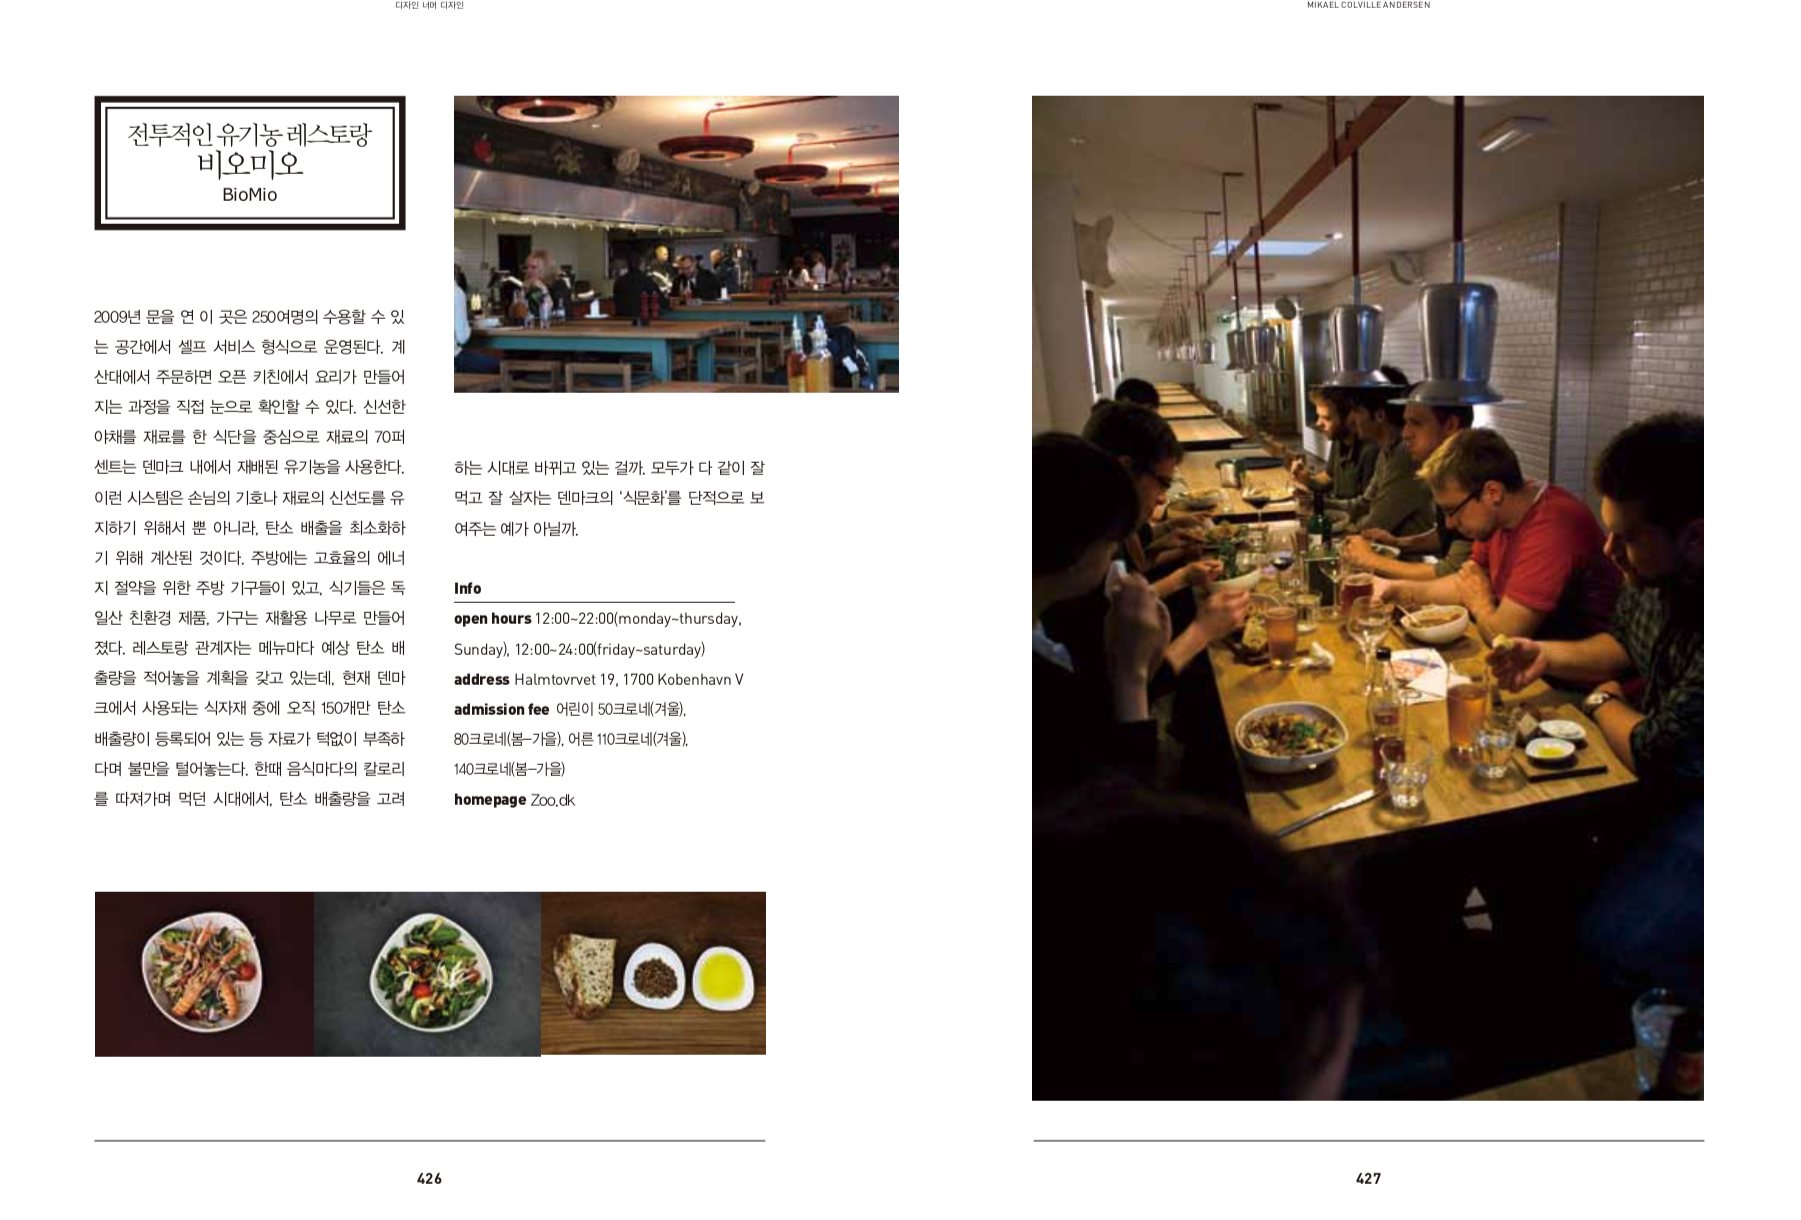 디자인 너머 디자인
MIKAEL COLVILLE ANDERSEN
전투적인 유기농 레스토랑
비오미오
BioMio
2009년 문을 연 이 곳은 250여명의 수용할 수 있
는 공간에서 셀프 서비스 형식으로 운영된다. 계
산대에서 주문하면 오픈 키친에서 요리가 만들어
지는 과정을 직접 눈으로 확인할 수 있다. 신선한
야채를 재료를 한 식단을 중심으로 재료의 70퍼
센트는 덴마크 내에서 재배된 유기농을 사용한다.
이런 시스템은 손님의 기호나 재료의 신선도를 유
지하기 위해서 뿐 아니라, 탄소 배출을 최소화하
기 위해 계산된 것이다. 주방에는 고효율의 에너
지 절약을 위한 주방 기구들이 있고, 식기들은 독
일산 친환경 제품, 가구는 재활용 나무로 만들어
졌다. 레스토랑 관계자는 메뉴마다 예상 탄소 배
출량을 적어놓을 계획을 갖고 있는데, 현재 덴마
크에서 사용되는 식자재 중에 오직 150개만 탄소
배출량이 등록되어 있는 등 자료가 턱없이 부족하
다며 불만을 털어놓는다. 한때 음식마다의 칼로리
를 따져가며 먹던 시대에서, 탄소 배출량을 고려
하는 시대로 바뀌고 있는 걸까. 모두가 다 같이 잘
먹고 잘 살자는 덴마크의 ‘식문화’를 단적으로 보
여주는 예가 아닐까.
Info
open hours 12:00~22:00(monday~thursday,
Sunday), 12:00~24:00(friday~saturday)
address Halmtovrvet 19, 1700 Kobenhavn V
admission fee 어린이 50크로네(겨울),
80크로네(봄–가을), 어른 110크로네(겨울),
140크로네(봄–가을)
homepage Zoo.dk
426
427